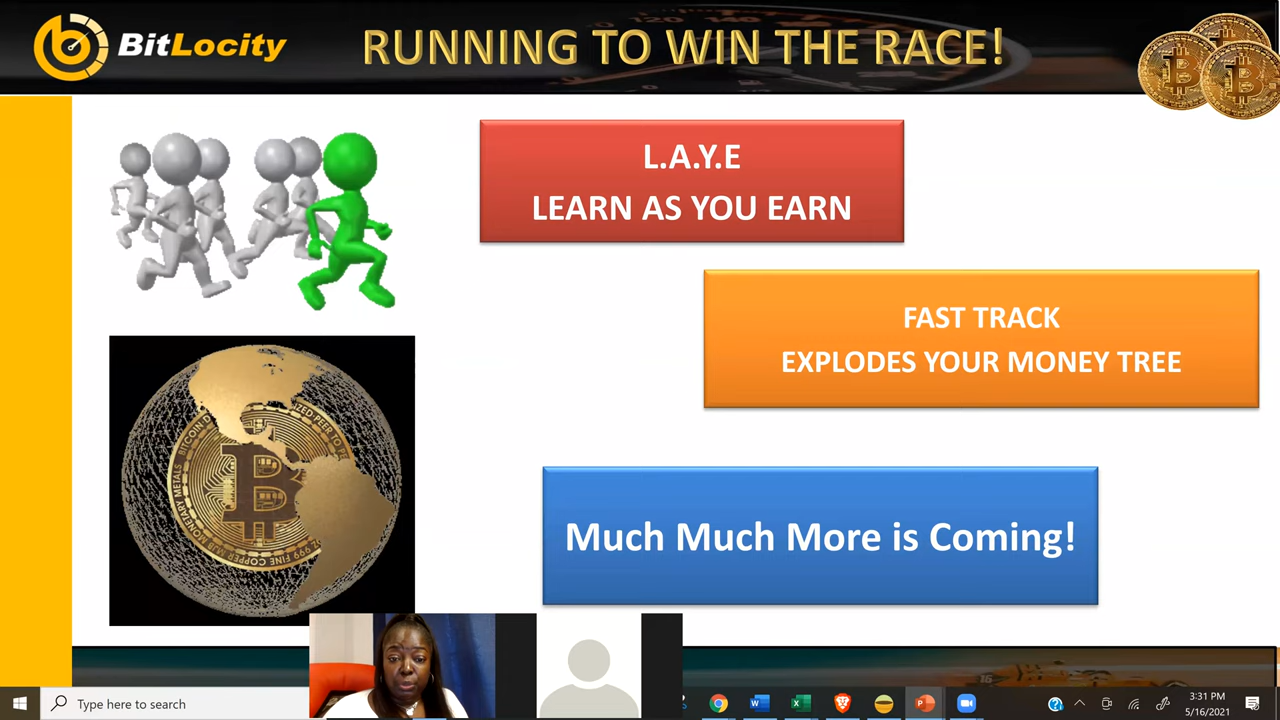 BitLocity
RUNNING TO WIN THE RACE!
L.A.Y.E
LEARN AS YOU EARN
FAST TRACK
EXPLODES YOUR MONEY TREE
Much Much More is Coming!
Type here to search
3:31 PM
5/16/2021